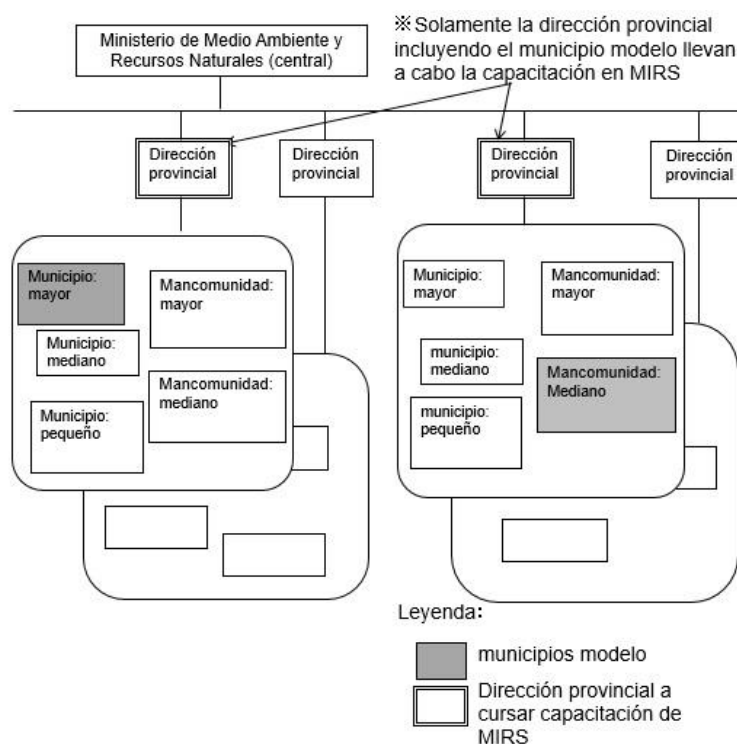 Ministerio de Medio Ambiente y
Recursos Naturales (central)
※Solamente la dirección provincial
incluyendo el municipio modelo llevan
a cabo la capacitación en MIRS
Dirección
provincial
Dirección
provincial
Dirección
provincial
Dirección
provincial
Municipio:
mayor
Mancomunidad:
mayor
Municipio:
mediano
Mancomunidad:
mediano
Municipio:
pequeño
Municipio:
mayor
Mancomunidad:
mayor
municipio:
mediano
Mancomunidad:
Mediano
municipio:
pequeño
Leyenda:
municipios modelo
Dirección provincial a
cursar capacitación de
MIRS